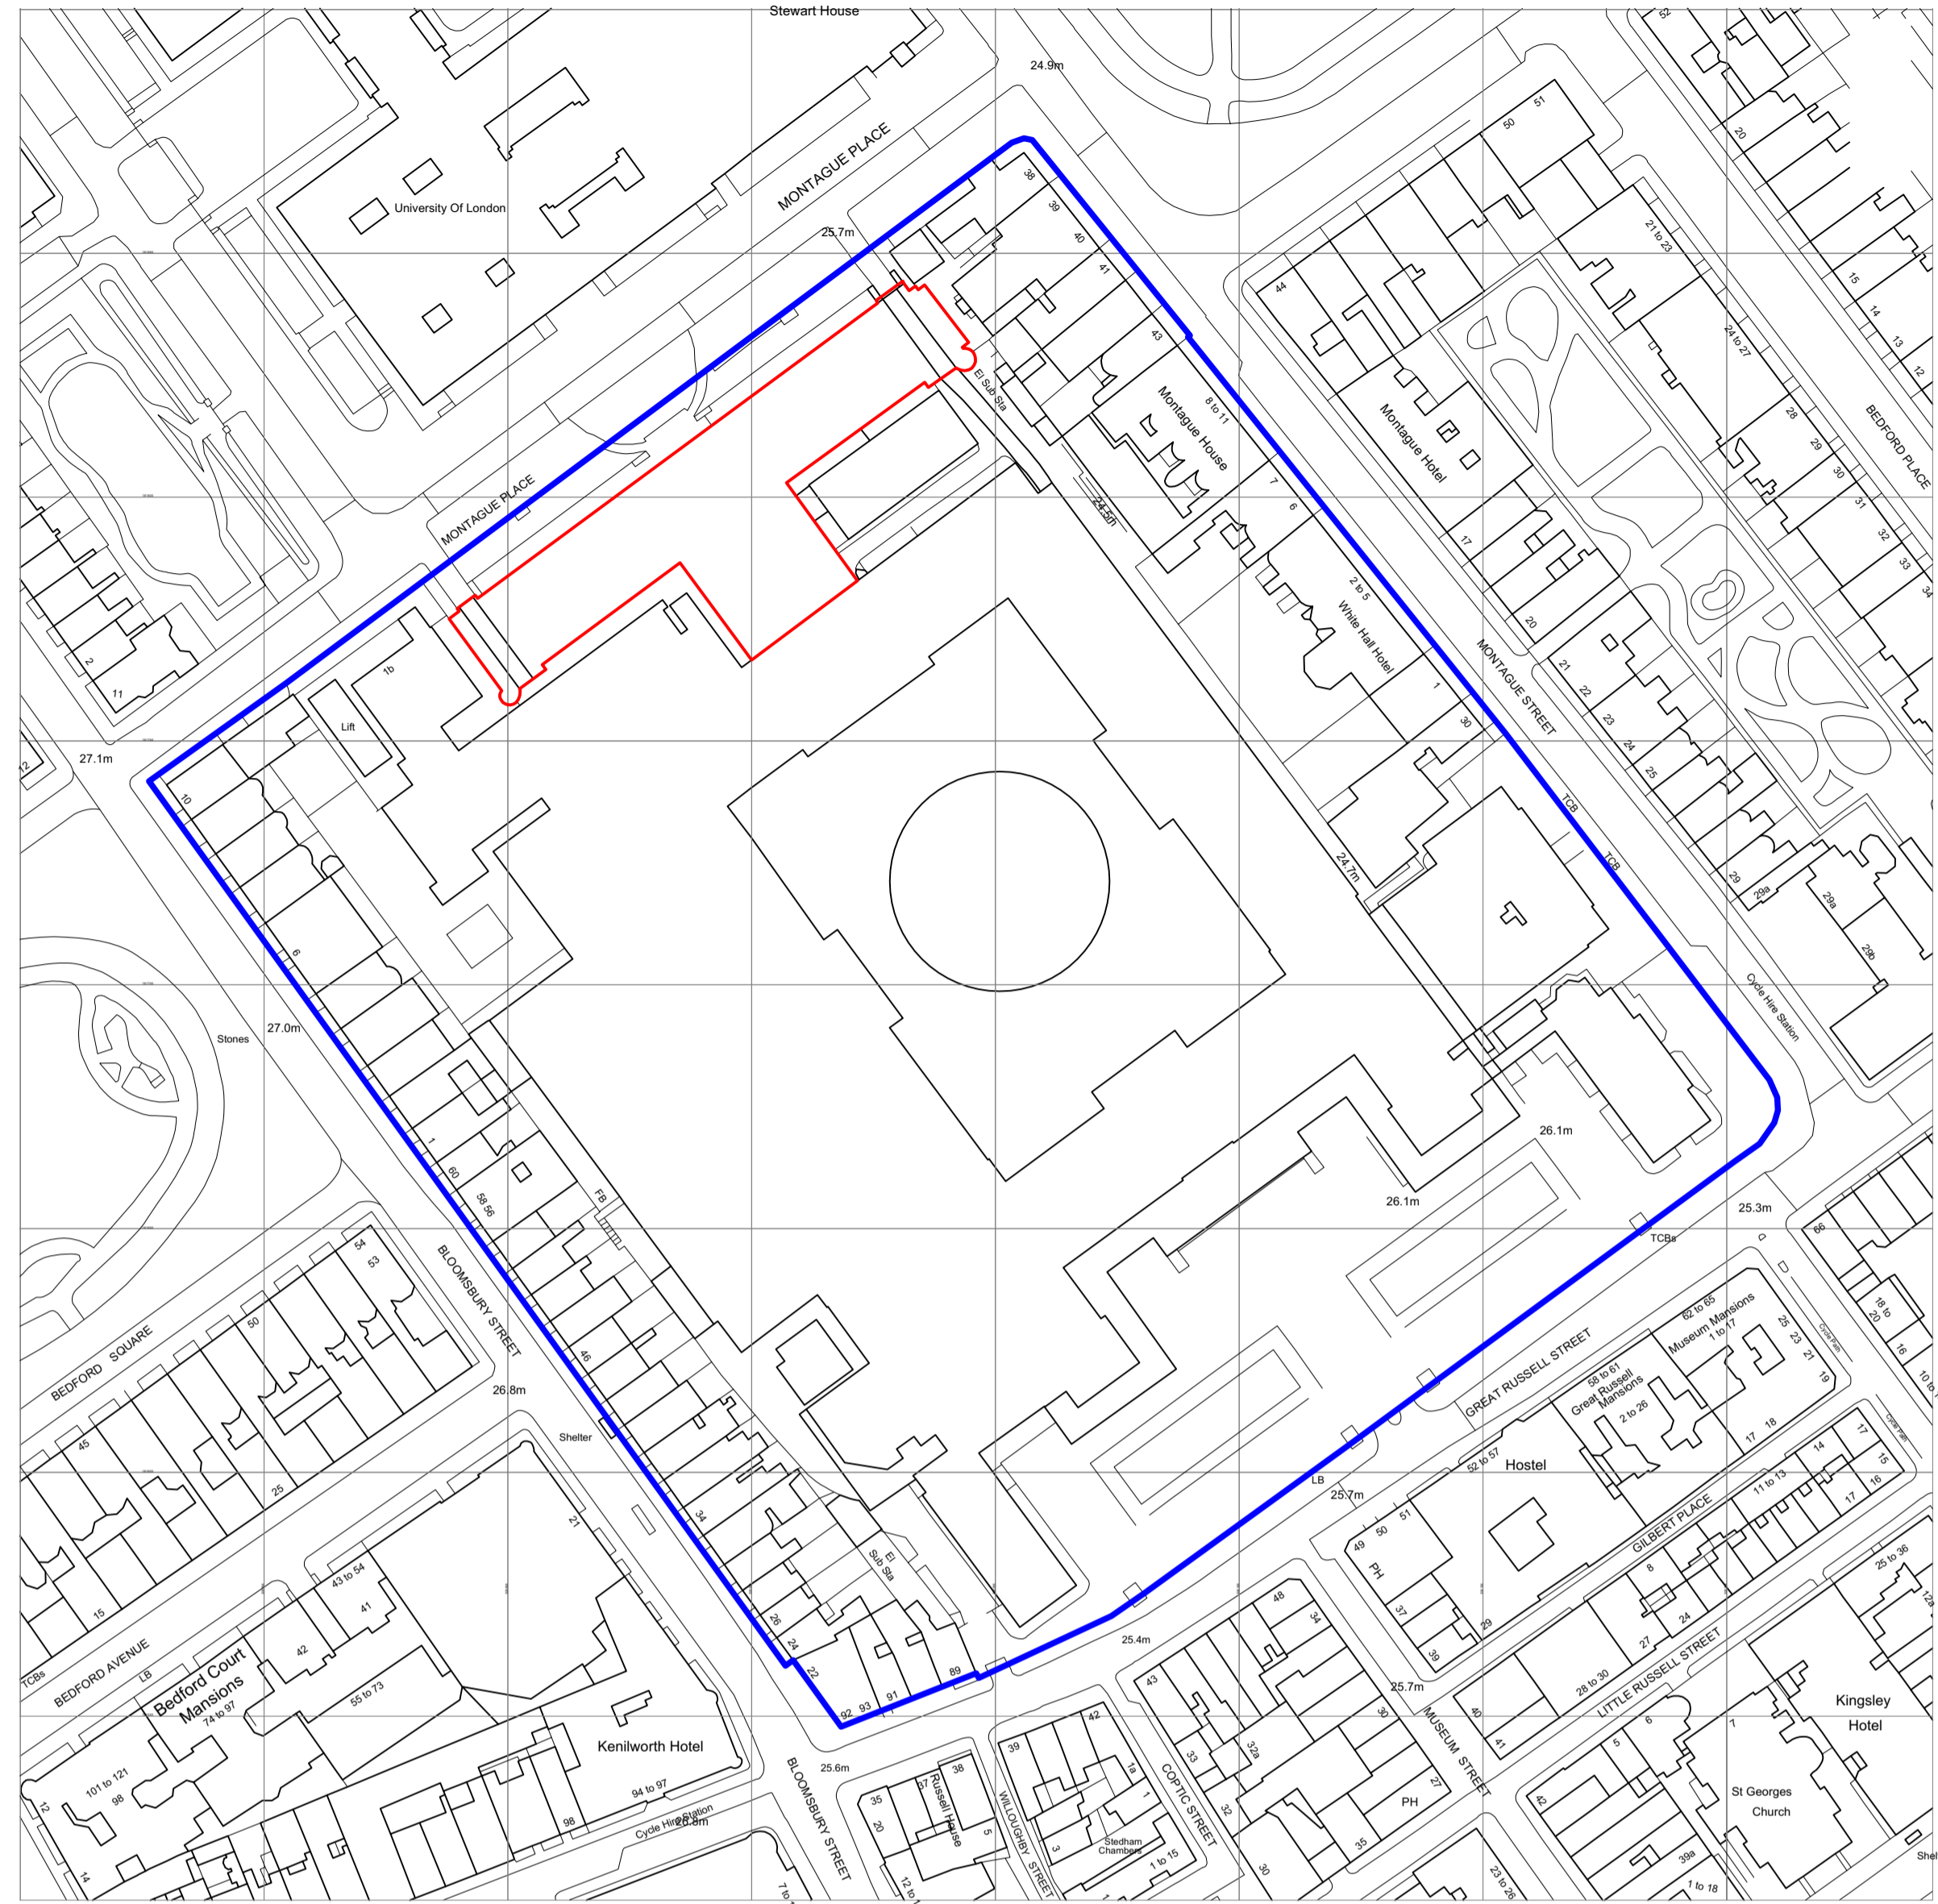 Stewart House
52
24.9m
51
50
20
MONTAGUE PLACE
University Of London
38
39
40
41
43
25.7m
44
21 to 23
15
14
13
12
24 to 27
El Sub Sta
8 to 11
Montague House
Montague Hotel
28
29
30
31
32
33
34
BEDFORD PLACE
MONTAGUE PLACE
24.5m
7
6
17
20
2 to 5
White Hall Hotel
2
11
1b
Lift
1
30
MONTAGUE STREET
21
22
23
24
25
27.1m
12
10
TCB
TCB
24.7m
29
29a
29a
29b
6
27.0m
Stones
Cycle Hire Station
1
60
58 56
FB
26.1m
26.1m
25.3m
TCBs
66
54
53
50
BLOOMSBURY STREET
BEDFORD SQUARE
46
26.8m
45
25
15
Shelter
21
34
62 to 65
Museum Mansions
1 to 17
25
23
21
19
Cycle Path
18 to
20
16
58 to 61
Great Russell
Mansions
2 to 26
GREAT RUSSELL STREET
17
18
52 to 57
Hostel
LB
25.7m
49
50
51
PH
37
39
29
Cycle Path
14
17
15
16
17
11 to 13
GILBERT PLACE
8
24
27
28 to 30
25 to 36
12a
El
Sub Sta
26
24
22
92
93
91
89
25.4m
43 to 54
41
42
BEDFORD AVENUE
TCBs
LB
Bedford Court
Mansions
74 to 97
55 to 73
101 to 121
98
12
14
Kenilworth Hotel
94 to 97
98
Cycle Hire Station
26.8m
BLOOMSBURY STREET
25.6m
35
37
38
20
Russell House
5
WILLOUGHBY STREET
39
42
1a
1
3
Stedham
Chambers
1 to 15
COPTIC STREET
43
48
34
33
32a
32
30
30
27
PH
35
25.7m
MUSEUM STREET
LITTLE RUSSELL STREET
40
41
42
5
6
7
Kingsley
Hotel
St Georges
Church
39a
1 to 18
23 to 26